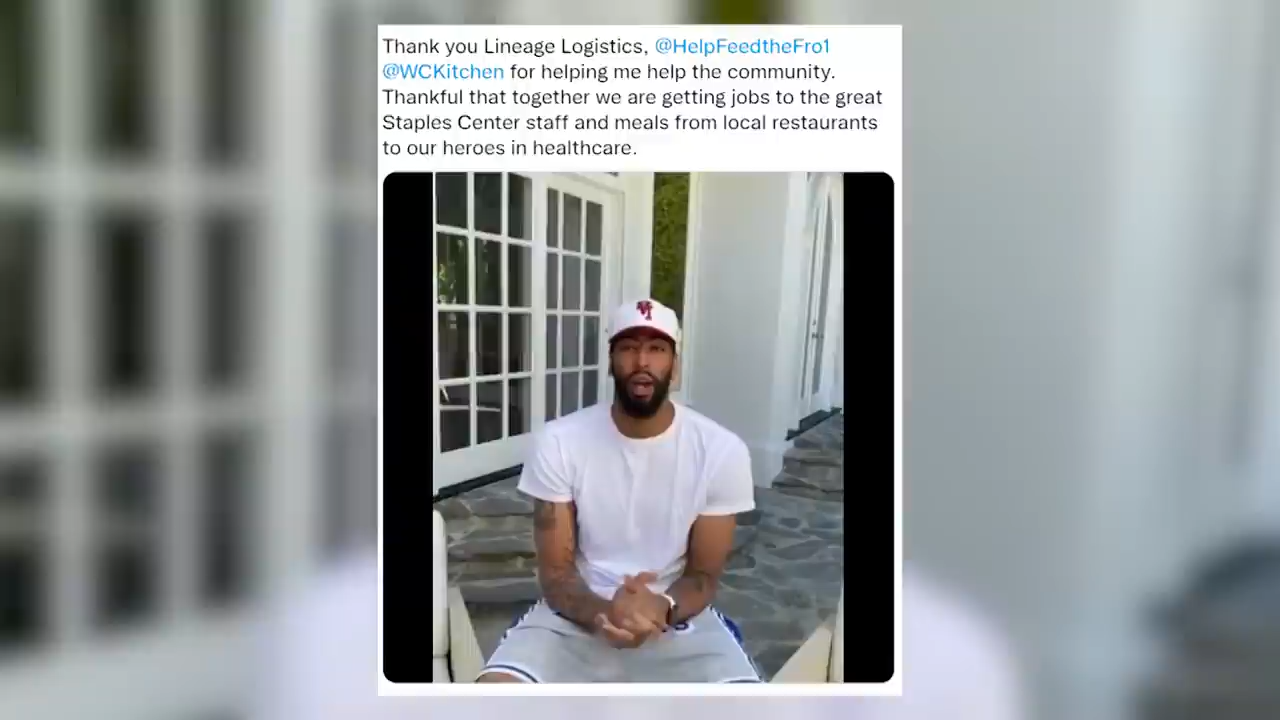 Thank you Lineage Logistics, @HelpFeedtheFro1
@WCKitchen for helping me help the community.
Thankful that together we are getting jobs to the great
Staples Center staff and meals from local restaurants
to our heroes in healthcare.